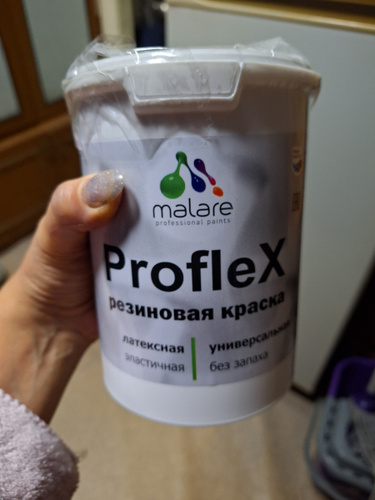 malare
professional paints
ProfleX
резиновая краска
латексная
эластичная
универсальная
без запаха